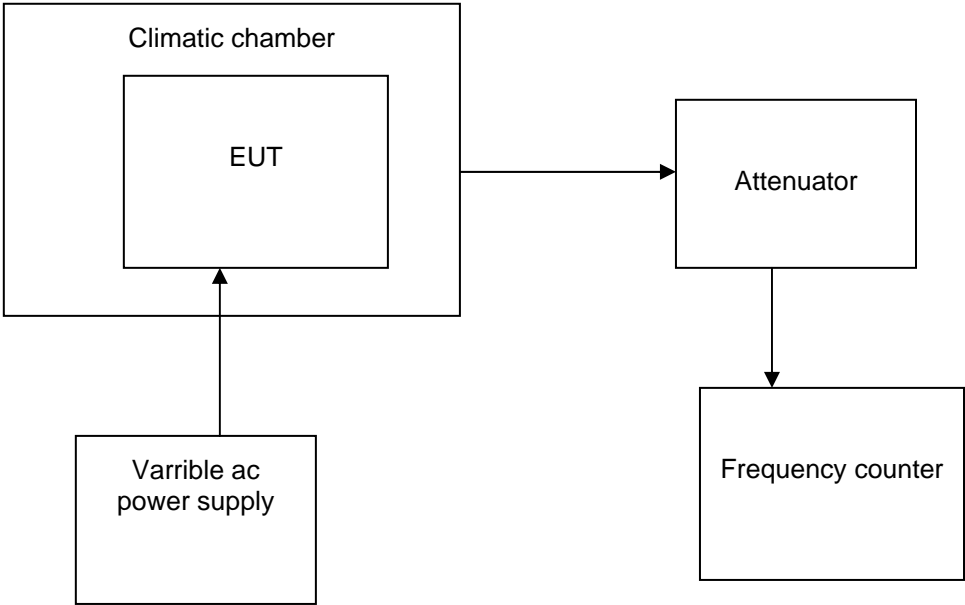 Climatic chamber
EUT
Attenuator
Varrible ac
power supply
Frequency counter